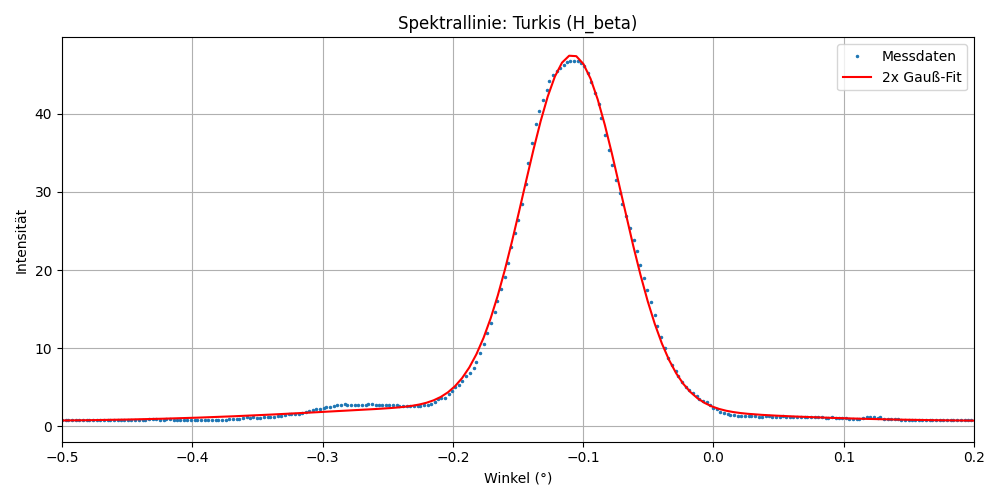 Spektrallinie: Turkis (H_beta)
Messdaten
2x Gauß-Fit
Intensität
40
30
20
10
0
−0.5
−0.4
−0.3
−0.2
−0.1
0.0
0.1
0.2
Winkel (°)